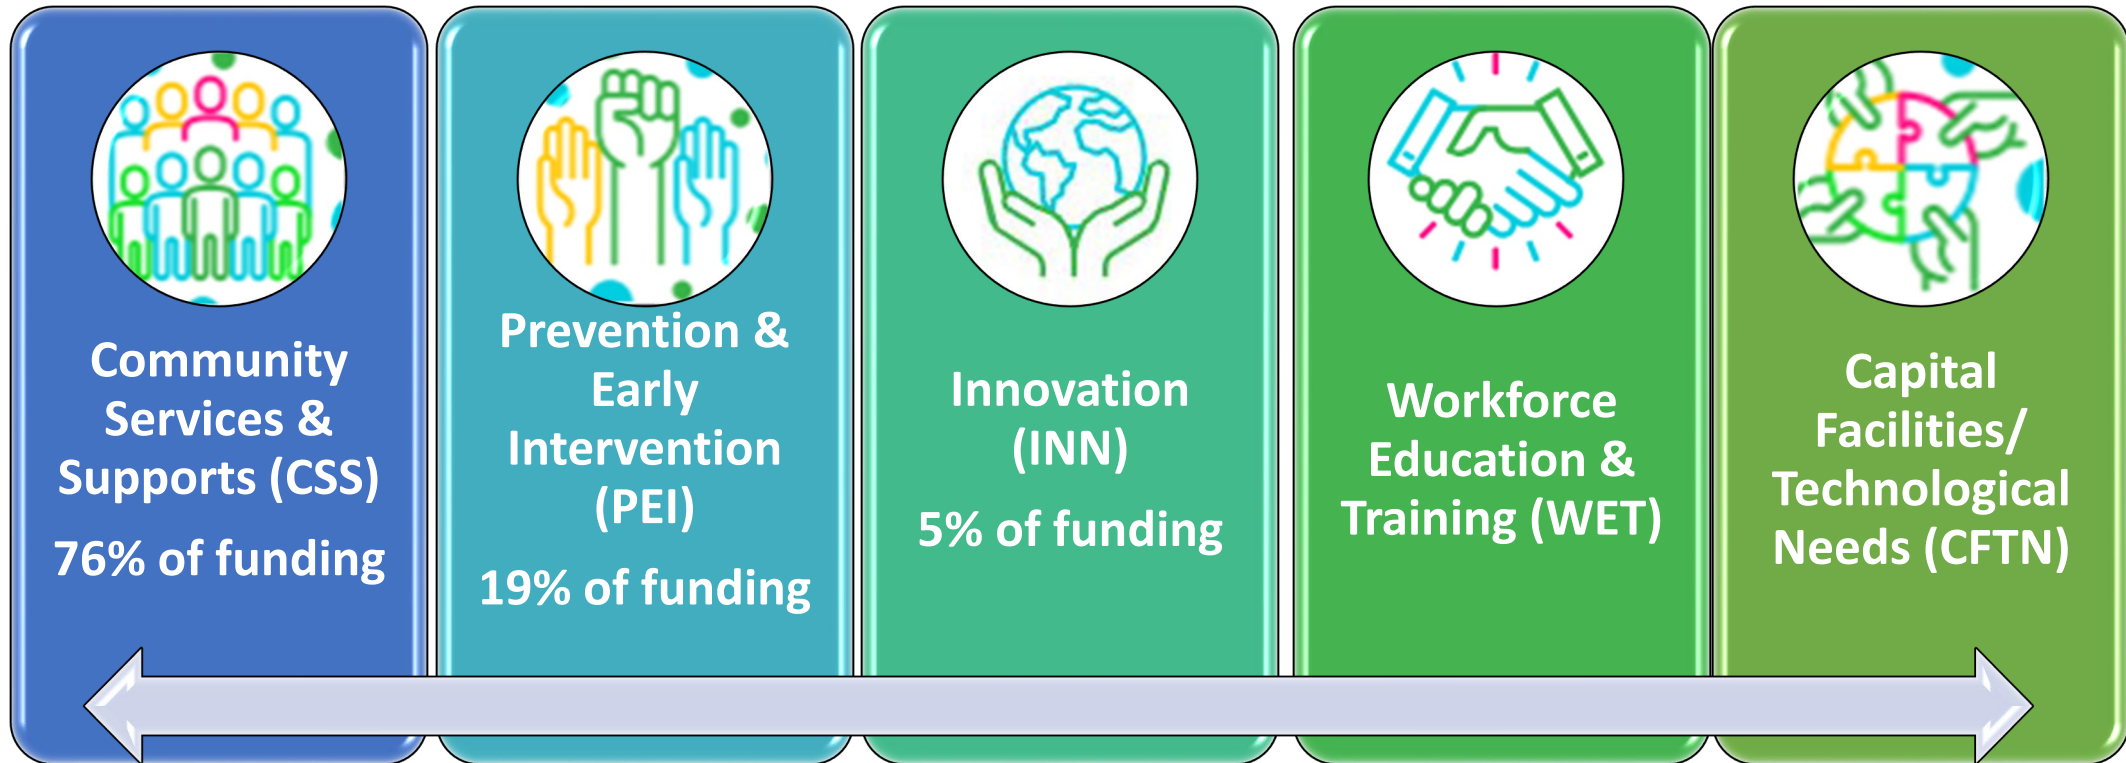 Community
Services &
Supports (CSS)
76% of funding
Prevention &
Early
Intervention
(PEI)
19% of funding
Innovation
(INN)
5% of funding
Workforce
Education &
Training (WET)
Capital
Facilities/
Technological
Needs (CFTN)